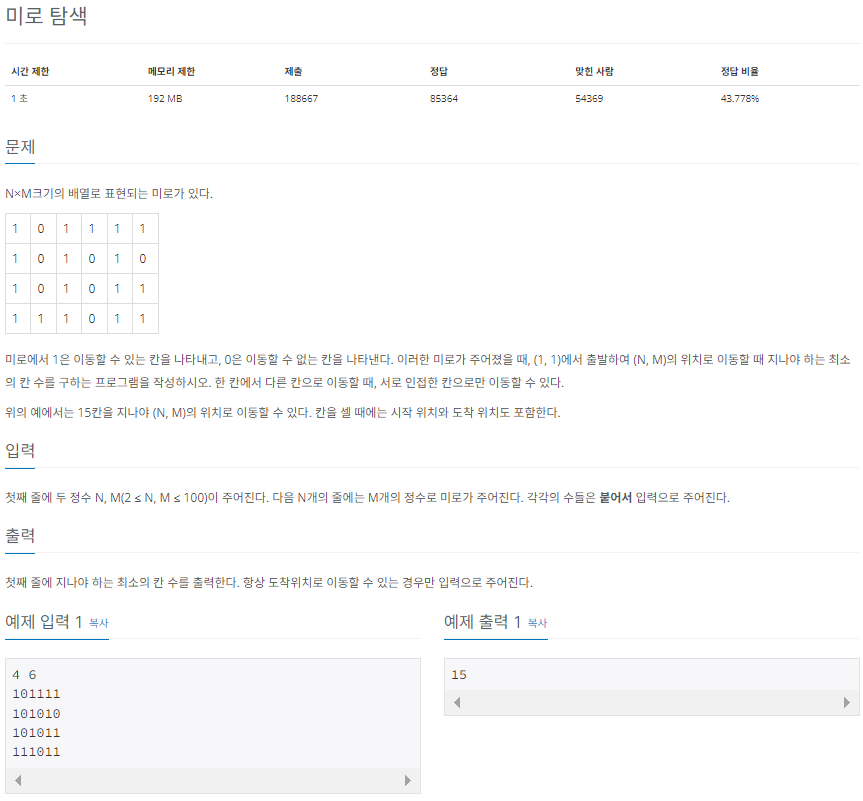 미로 탐색
시간 제한 메모리 제한 제출 정답 맞힌 사람 정답 비율
1 초 192 MB 188667 85364 54369 43.778%
문제
N×M크기의 배열로 표현되는 미로가 있다.
1 0 1 1 1 1
1 0 1 0 1 0
1 0 1 0 1 1
1 1 1 0 1 1
미로에서 1은 이동할 수 있는 칸을 나타내고, 0은 이동할 수 없는 칸을 나타낸다. 이러한 미로가 주어졌을 때, (1, 1)에서 출발하여 (N, M)의 위치로 이동할 때 지나야 하는 최소
의 칸 수를 구하는 프로그램을 작성하시오. 한 칸에서 다른 칸으로 이동할 때, 서로 인접한 칸으로만 이동할 수 있다.
위의 예에서는 15칸을 지나야 (N, M)의 위치로 이동할 수 있다. 칸을 셀 때에는 시작 위치와 도착 위치도 포함한다.
입력
첫째 줄에 두 정수 N, M(2 ≤ N, M ≤ 100)이 주어진다. 다음 N개의 줄에는 M개의 정수로 미로가 주어진다. 각각의 수들은 붙어서 입력으로 주어진다.
출력
첫째 줄에 지나야 하는 최소의 칸 수를 출력한다. 항상 도착위치로 이동할 수 있는 경우만 입력으로 주어진다.
예제 입력 1 복사
4 6
101111
101010
101011
111011
예제 출력 1 복사
15